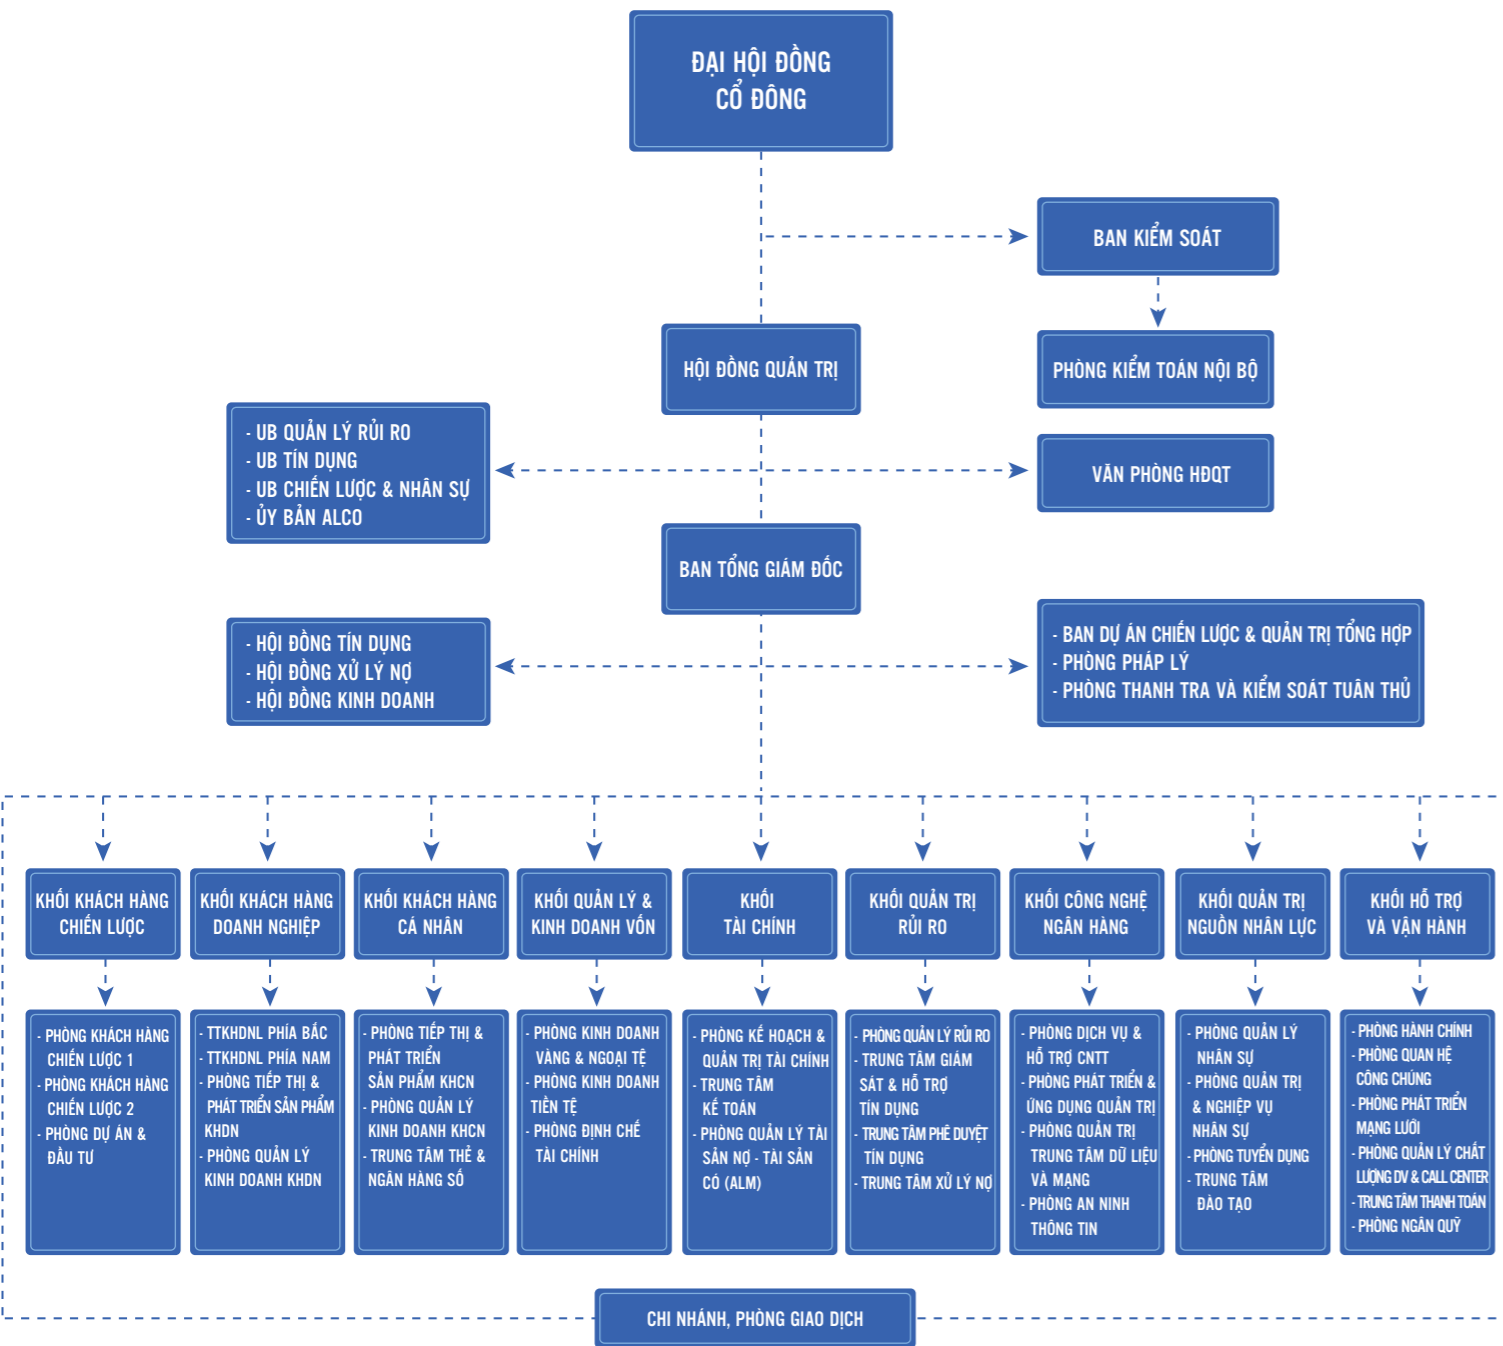 ĐẠI HỘI ĐỒNG
CỔ ĐÔNG
BAN KIỂM SOÁT
HỘI ĐỒNG QUẢN TRỊ
PHÒNG KIỂM TOÁN NỘI BỘ
- UB QUẢN LÝ RỦI RO
- UB TÍN DỤNG
- UB CHIẾN LƯỢC & NHÂN SỰ
- ỦY BẢN ALCO
VĂN PHÒNG HĐQT
BAN TỔNG GIÁM ĐỐC
- HỘI ĐỒNG TÍN DỤNG
- HỘI ĐỒNG XỬ LÝ NỢ
- HỘI ĐỒNG KINH DOANH
- BAN DỰ ÁN CHIẾN LƯỢC & QUẢN TRỊ TỔNG HỢP
- PHÒNG PHÁP LÝ
- PHÒNG THANH TRA VÀ KIỂM SOÁT TUÂN THỦ
KHỐI KHÁCH HÀNG
CHIẾN LƯỢC
KHỐI KHÁCH HÀNG
DOANH NGHIỆP
KHỐI KHÁCH HÀNG
CÁ NHÂN
KHỐI QUẢN LÝ &
KINH DOANH VỐN
KHỐI
TÀI CHÍNH
KHỐI QUẢN TRỊ
RỦI RO
KHỐI CÔNG NGHỆ
NGÂN HÀNG
KHỐI QUẢN TRỊ
NGUỒN NHÂN LỰC
KHỐI HỖ TRỢ
VÀ VẬN HÀNH
- PHÒNG KHÁCH HÀNG
CHIẾN LƯỢC 1
- PHÒNG KHÁCH HÀNG
CHIẾN LƯỢC 2
- PHÒNG DỰ ÁN &
ĐẦU TƯ
- TTKHDNL PHÍA BẮC
- TTKHDNL PHÍA NAM
- PHÒNG TIẾP THỊ &
PHÁT TRIỂN SẢN PHẨM
KHDN
- PHÒNG QUẢN LÝ
KINH DOANH KHDN
- PHÒNG TIẾP THỊ &
PHÁT TRIỂN
SẢN PHẨM KHCN
- PHÒNG QUẢN LÝ
KINH DOANH KHCN
- TRUNG TÂM THẺ &
NGÂN HÀNG SỐ
- PHÒNG KINH DOANH
VÀNG & NGOẠI TỆ
- PHÒNG KINH DOANH
TIỀN TỆ
- PHÒNG ĐỊNH CHẾ
TÀI CHÍNH
- PHÒNG KẾ HOẠCH &
QUẢN TRỊ TÀI CHÍNH
- TRUNG TÂM
KẾ TOÁN
- PHÒNG QUẢN LÝ TÀI
SẢN NỢ - TÀI SẢN
CÓ (ALM)
- PHÒNG QUẢN LÝ RỦI RO
- TRUNG TÂM GIÁM
SÁT & HỖ TRỢ
TÍN DỤNG
- TRUNG TÂM PHÊ DUYỆT
TÍN DỤNG
- TRUNG TÂM XỬ LÝ NỢ
- PHÒNG DỊCH VỤ &
HỖ TRỢ CNTT
- PHÒNG PHÁT TRIỂN &
ỨNG DỤNG QUẢN TRỊ
- PHÒNG QUẢN TRỊ
TRUNG TÂM DỮ LIỆU
VÀ MẠNG
- PHÒNG AN NINH
THÔNG TIN
- PHÒNG QUẢN LÝ
NHÂN SỰ
- PHÒNG QUẢN TRỊ
& NGHIỆP VỤ
NHÂN SỰ
- PHÒNG TUYỂN DỤNG
- TRUNG TÂM
ĐÀO TẠO
- PHÒNG HÀNH CHÍNH
- PHÒNG QUAN HỆ
CÔNG CHÚNG
- PHÒNG PHÁT TRIỂN
MẠNG LƯỚI
- PHÒNG QUẢN LÝ CHẤT
LƯỢNG DV & CALL CENTER
- TRUNG TÂM THANH TOÁN
- PHÒNG NGÂN QUỸ
CHI NHÁNH, PHÒNG GIAO DỊCH